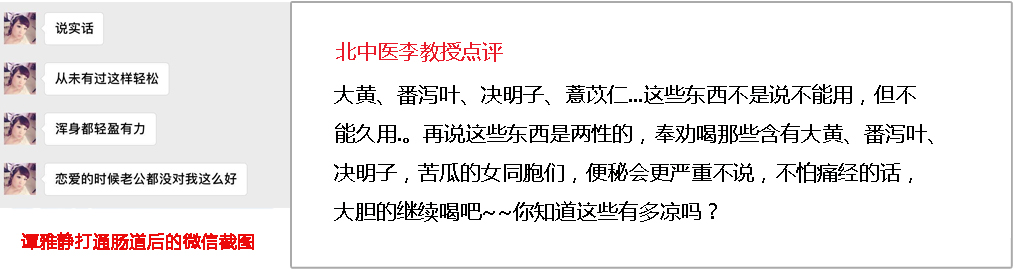 说实话
从未有过这样轻松
浑身都轻盈有力
恋爱的时候老公都没对我这么好
谭雅静打通肠道后的微信截图
北中医李教授点评
大黄、番泻叶、决明子、薏苡仁...这些东西不是说不能用，但不
能久用.。再说这些东西是两性的，奉劝喝那些含有大黄、番泻叶、
决明子，苦瓜的女同胞们，便秘会更严重不说，不怕痛经的话，
大胆的继续喝吧~~你知道这些有多凉吗？